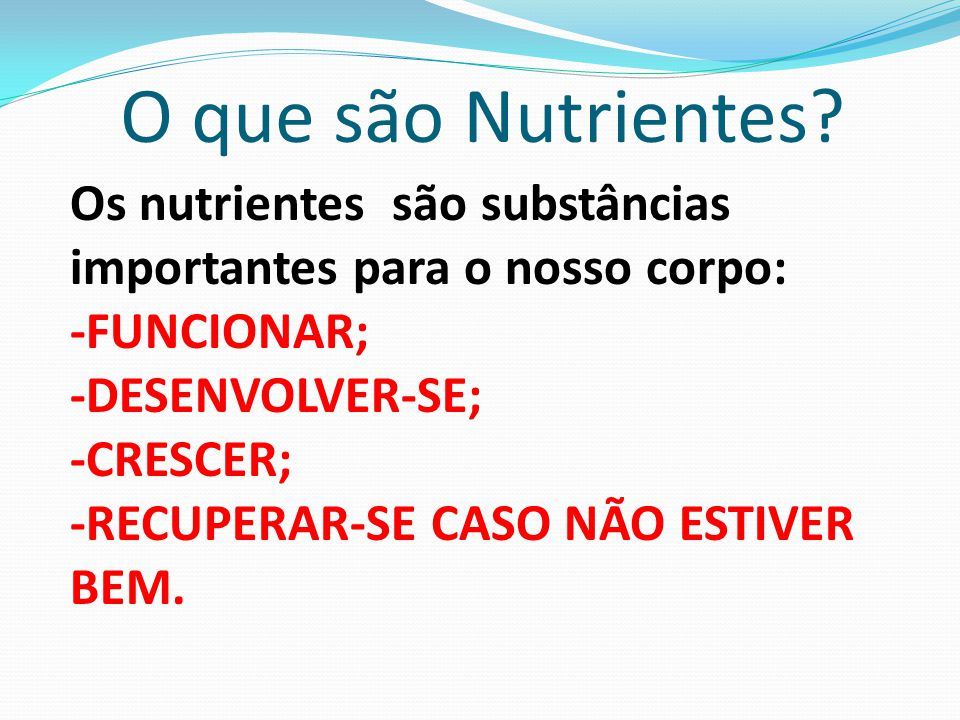 O que são Nutrientes?
Os nutrientes  são substâncias
importantes para o nosso corpo:
-FUNCIONAR;
-DESENVOLVER-SE;
-CRESCER;
-RECUPERAR-SE CASO NÃO ESTIVER
BEM.